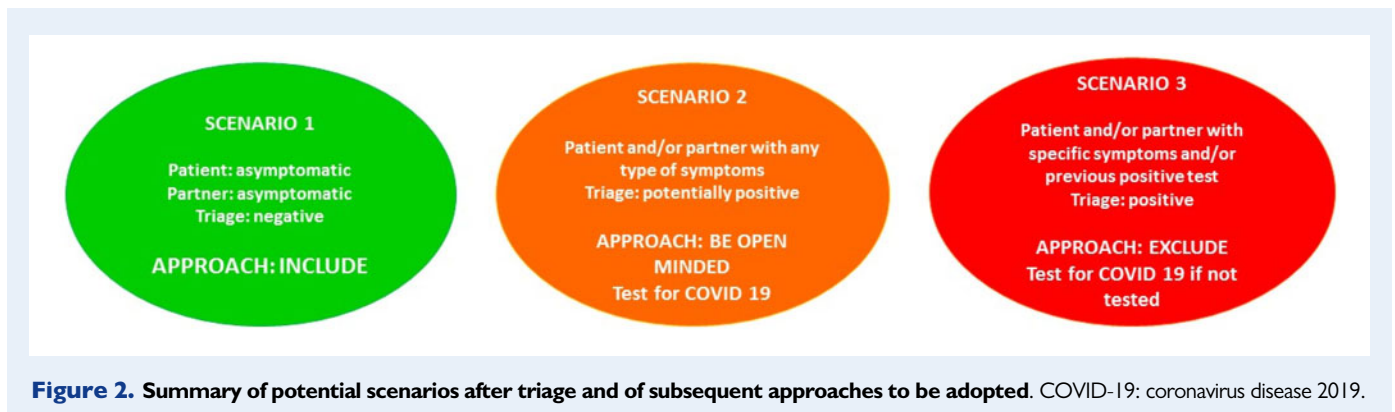 SCENARIO 1
Patient: asymptomatic
Partner: asymptomatic
Triage: negative
APPROACH: INCLUDE
SCENARIO 2
Patient and/or partner with any
type of symptoms
Triage: potentially positive
APPROACH: BE OPEN
MINDED
Test for COVID 19
SCENARIO 3
Patient and/or partner with
specific symptoms and/or
previous positive test
Triage: positive
APPROACH: EXCLUDE
Test for COVID 19 if not
tested
Figure 2. Summary of potential scenarios after triage and of subsequent approaches to be adopted. COVID-19: coronavirus disease 2019.